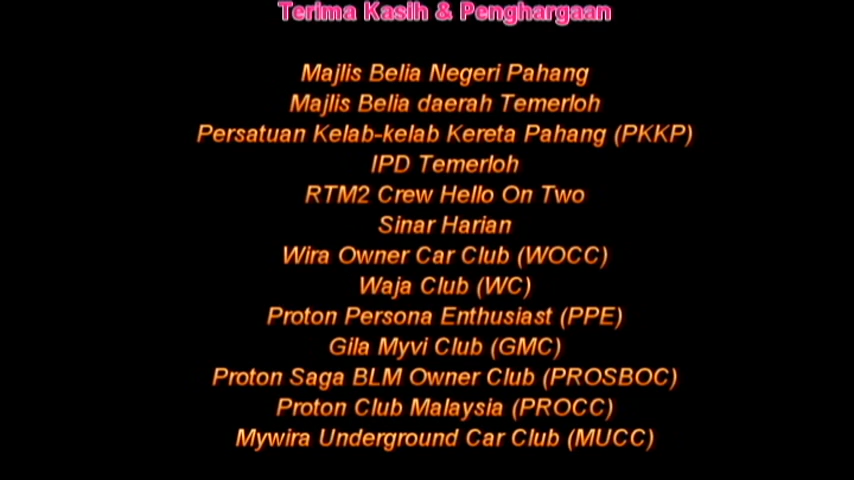 Terima Kasih & Penghargaan
Majlis Belia Negeri Pahang
Majlis Belia daerah Temerloh
Persatuan Kelab-kelab Kereta Pahang (PKKP)
IPD Temerloh
RTM2 Crew Hello On Two
Sinar Harian
Wira Owner Car Club (WOCC)
Waja Club (WC)
Proton Persona Enthusiast (PPE)
Gila Myvi Club (GMC)
Proton Saga BLM Owner Club (PROSBOC)
Proton Club Malaysia (PROCC)
Mywira Underground Car Club (MUCC)